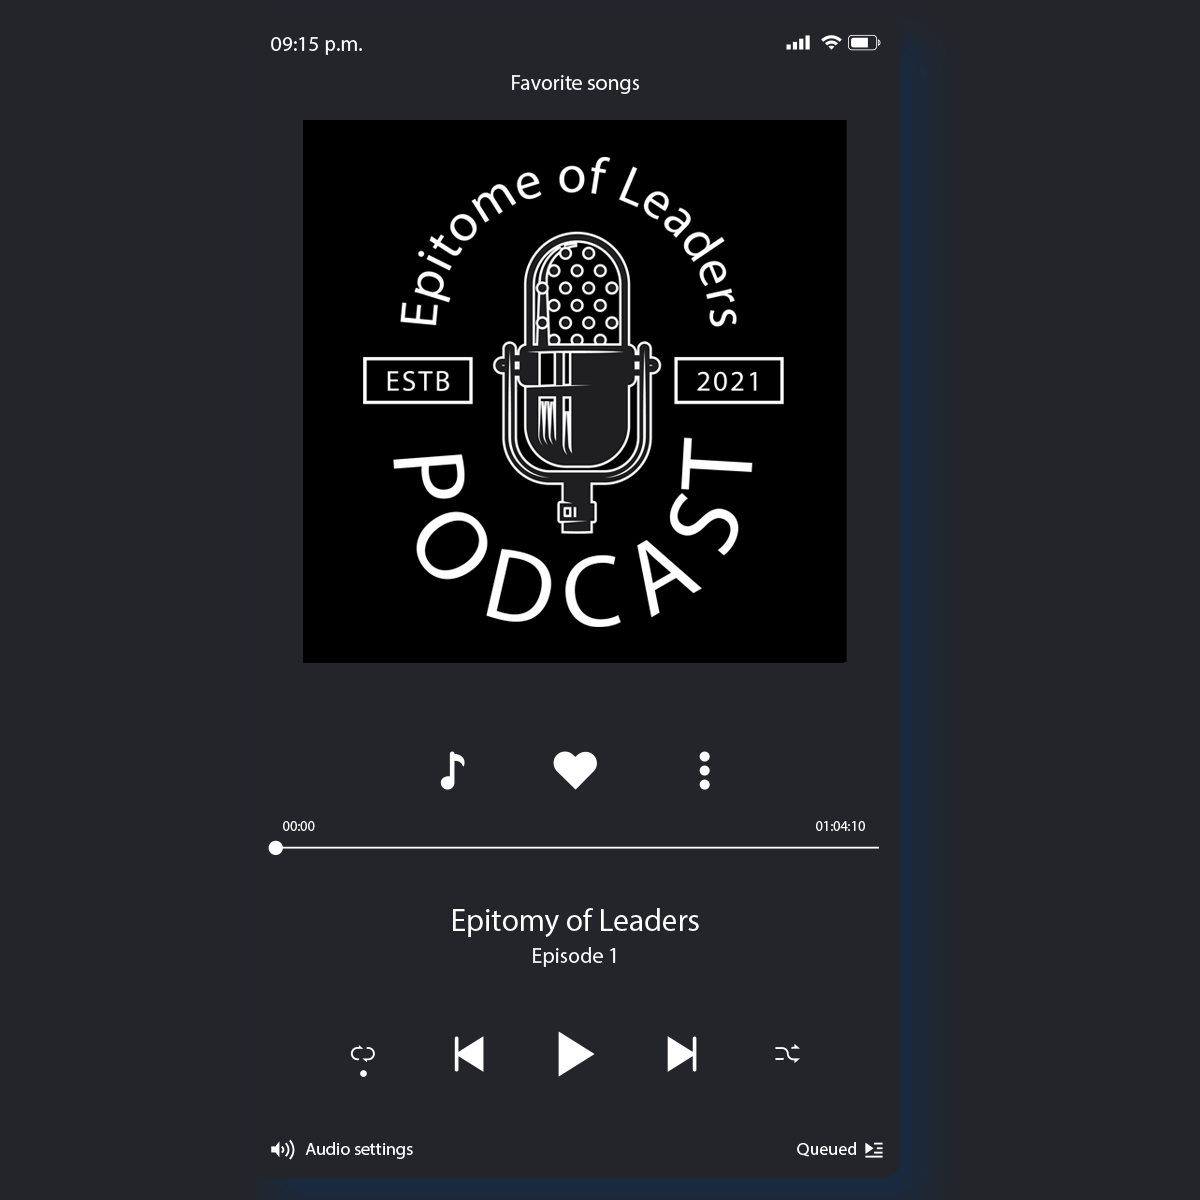 09:15 p.m.
Favorite songs
Epitome of Leaders
ESTB
2021
PODCAST
00:00
01:04:10
Epitomy of Leaders
Episode 1
Audio settings
Queued